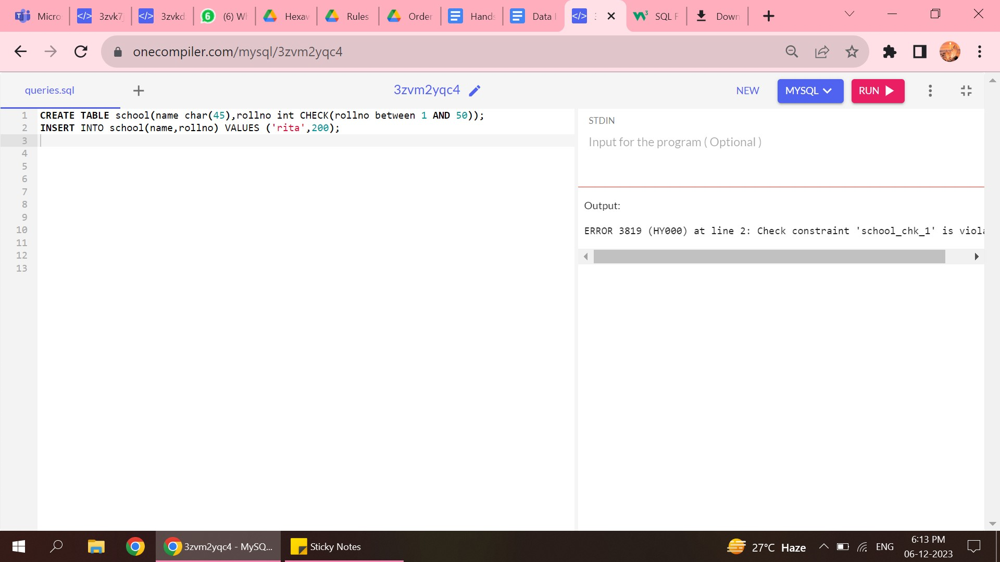 Micro
3zvk7
3zvkd
6
(6) W
Hexaw
Rules
Order
Hands
Data
SQL F
Down
onecompiler.com/mysql/3zvm2yqc4
queries.sql
3zvm2yqc4
NEW
MYSQL
RUN
1 CREATE TABLE school(name char(45),rollno int CHECK(rollno between 1 AND 50));
2 INSERT INTO school(name,rollno) VALUES ('rita',200);
3
4
5
6
7
8
9
10
11
12
13
STDIN
Input for the program ( Optional )
Output:
ERROR 3819 (HY000) at line 2: Check constraint 'school_chk_1' is viola
3zvm2yqc4 - MySQ...
Sticky Notes
27°C Haze
ENG
6:13 PM
06-12-2023